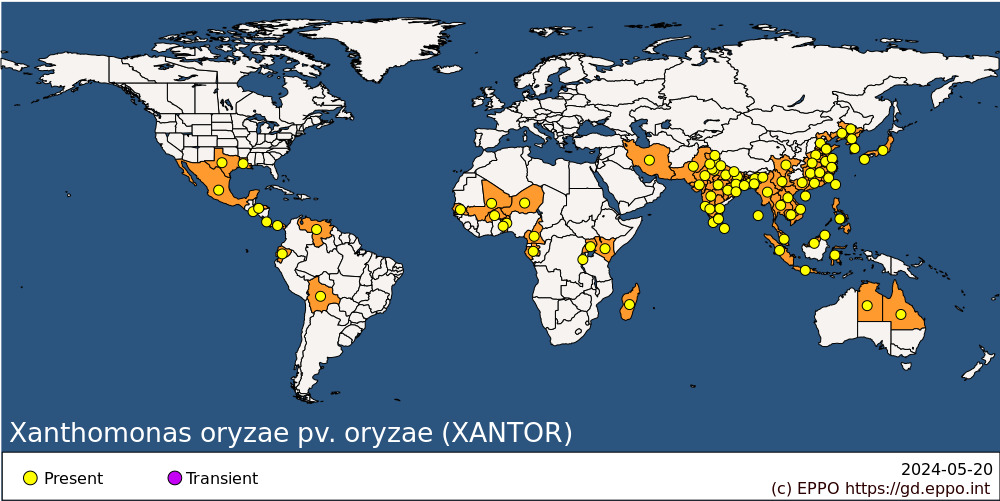 Xanthomonas oryzae pv. oryzae (XANTOR)
Present
Transient
2024-05-20
(c) EPPO https://gd.eppo.int